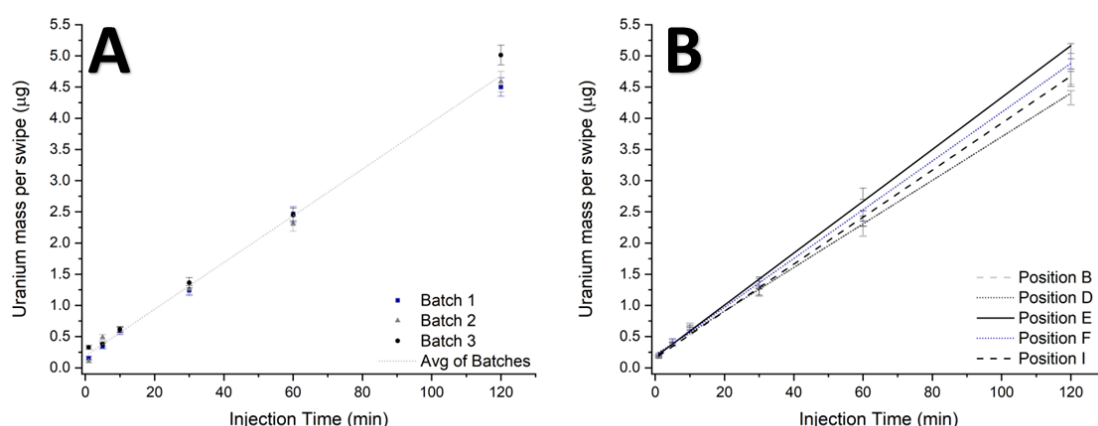 A
Uranium mass per swipe (µg)
5.5
5.0
4.5
4.0
3.5
3.0
2.5
2.0
1.5
1.0
0.5
0.0
Batch 1
Batch 2
Batch 3
Avg of Batches
0 20 40 60 80 100 120
Injection Time (min)
B
Uranium mass per swipe (µg)
5.5
5.0
4.5
4.0
3.5
3.0
2.5
2.0
1.5
1.0
0.5
0.0
Position B
Position D
Position E
Position F
Position I
0 20 40 60 80 100 120
Injection Time (min)